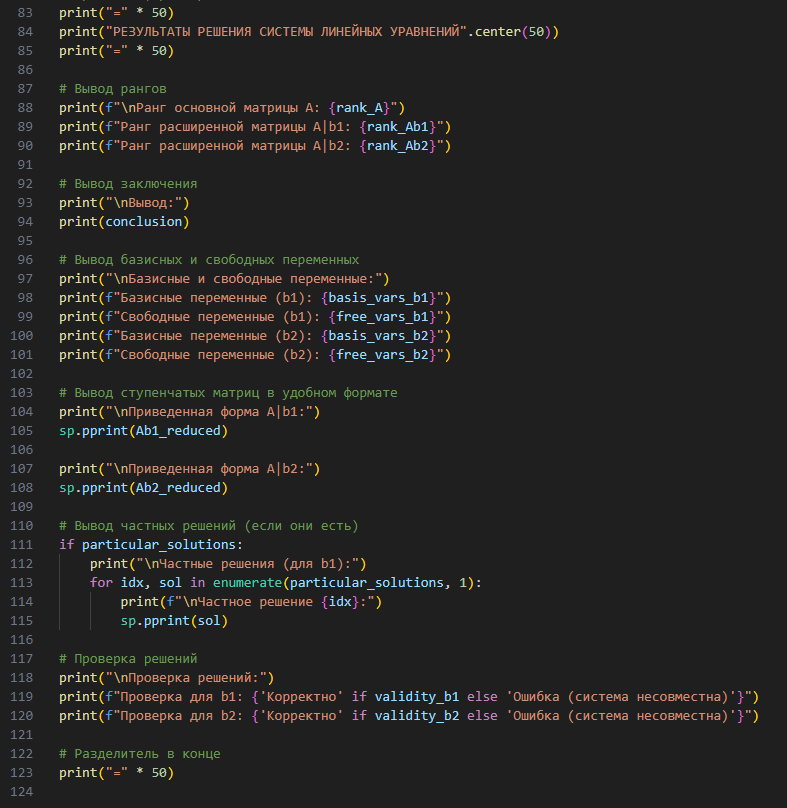 83 print("=" * 50)
84 print("РЕЗУЛЬТАТЫ РЕШЕНИЯ СИСТЕМЫ ЛИНЕЙНЫХ УРАВНЕНИЙ".center(50))
85 print("=" * 50)
86
87 # Вывод рангов
88 print(f"\nРанг основной матрицы A: {rank_A}")
89 print(f"Ранг расширенной матрицы A|b1: {rank_Ab1}")
90 print(f"Ранг расширенной матрицы A|b2: {rank_Ab2}")
91
92 # Вывод заключения
93 print("\nВывод:")
94 print(conclusion)
95
96 # Вывод базисных и свободных переменных
97 print("\nБазисные и свободные переменные:")
98 print(f"Базисные переменные (b1): {basis_vars_b1}")
99 print(f"Свободные переменные (b1): {free_vars_b1}")
100 print(f"Базисные переменные (b2): {basis_vars_b2}")
101 print(f"Свободные переменные (b2): {free_vars_b2}")
102
103 # Вывод ступенчатых матриц в удобном формате
104 print("\nПриведенная форма A|b1:")
105 sp.pprint(Ab1_reduced)
106
107 print("\nПриведенная форма A|b2:")
108 sp.pprint(Ab2_reduced)
109
110 # Вывод частных решений (если они есть)
111 if particular_solutions:
112     print("\nЧастные решения (для b1):")
113     for idx, sol in enumerate(particular_solutions, 1):
114         print(f"\nЧастное решение {idx}:")
115         sp.pprint(sol)
116
117 # Проверка решений
118 print("\nПроверка решений:")
119 print(f"Проверка для b1: {'Корректно' if validity_b1 else 'Ошибка (система несовместна)'}")
120 print(f"Проверка для b2: {'Корректно' if validity_b2 else 'Ошибка (система несовместна)'}")
121
122 # Разделитель в конце
123 print("=" * 50)
124